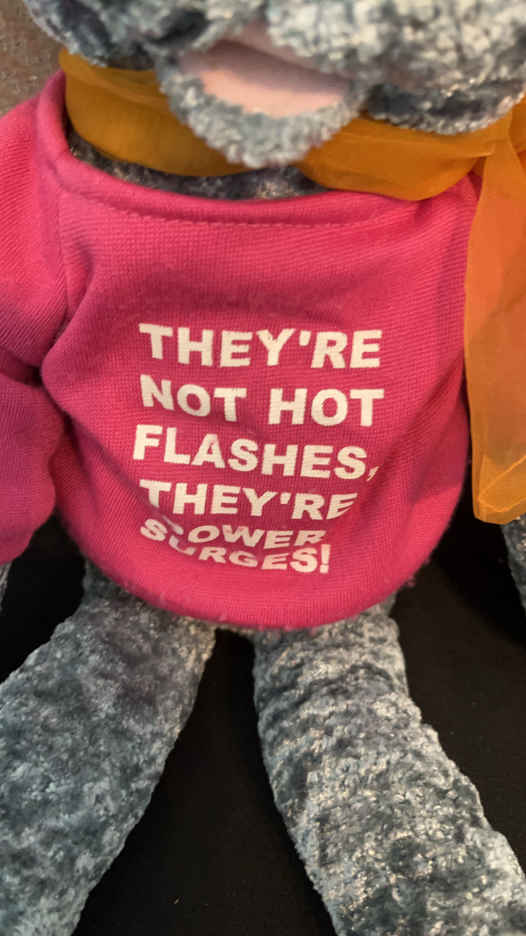 THEY'RE
NOT HOT
FLASHES,
THEY'RE
POWER
SURGES!